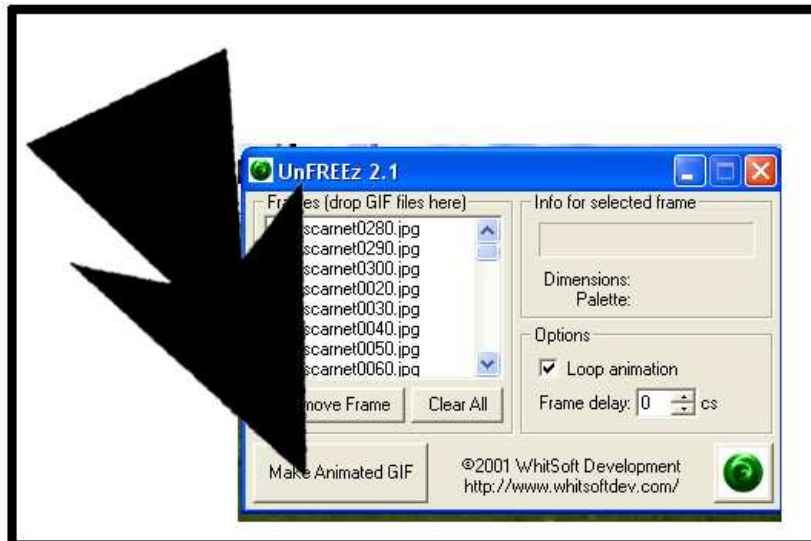 UnFREEz 2.1
Frames (drop GIF files here)
scarnet0280.jpg
scarnet0290.jpg
scarnet0300.jpg
scarnet0020.jpg
scarnet0030.jpg
scarnet0040.jpg
scarnet0050.jpg
scarnet0060.jpg
move Frame
Clear All
Info for selected frame
Dimensions:
Palette:
Options
Loop animation
Frame delay: 0 cs
Make Animated GIF
©2001 WhitSoft Development
http://www.whitsoftdev.com/